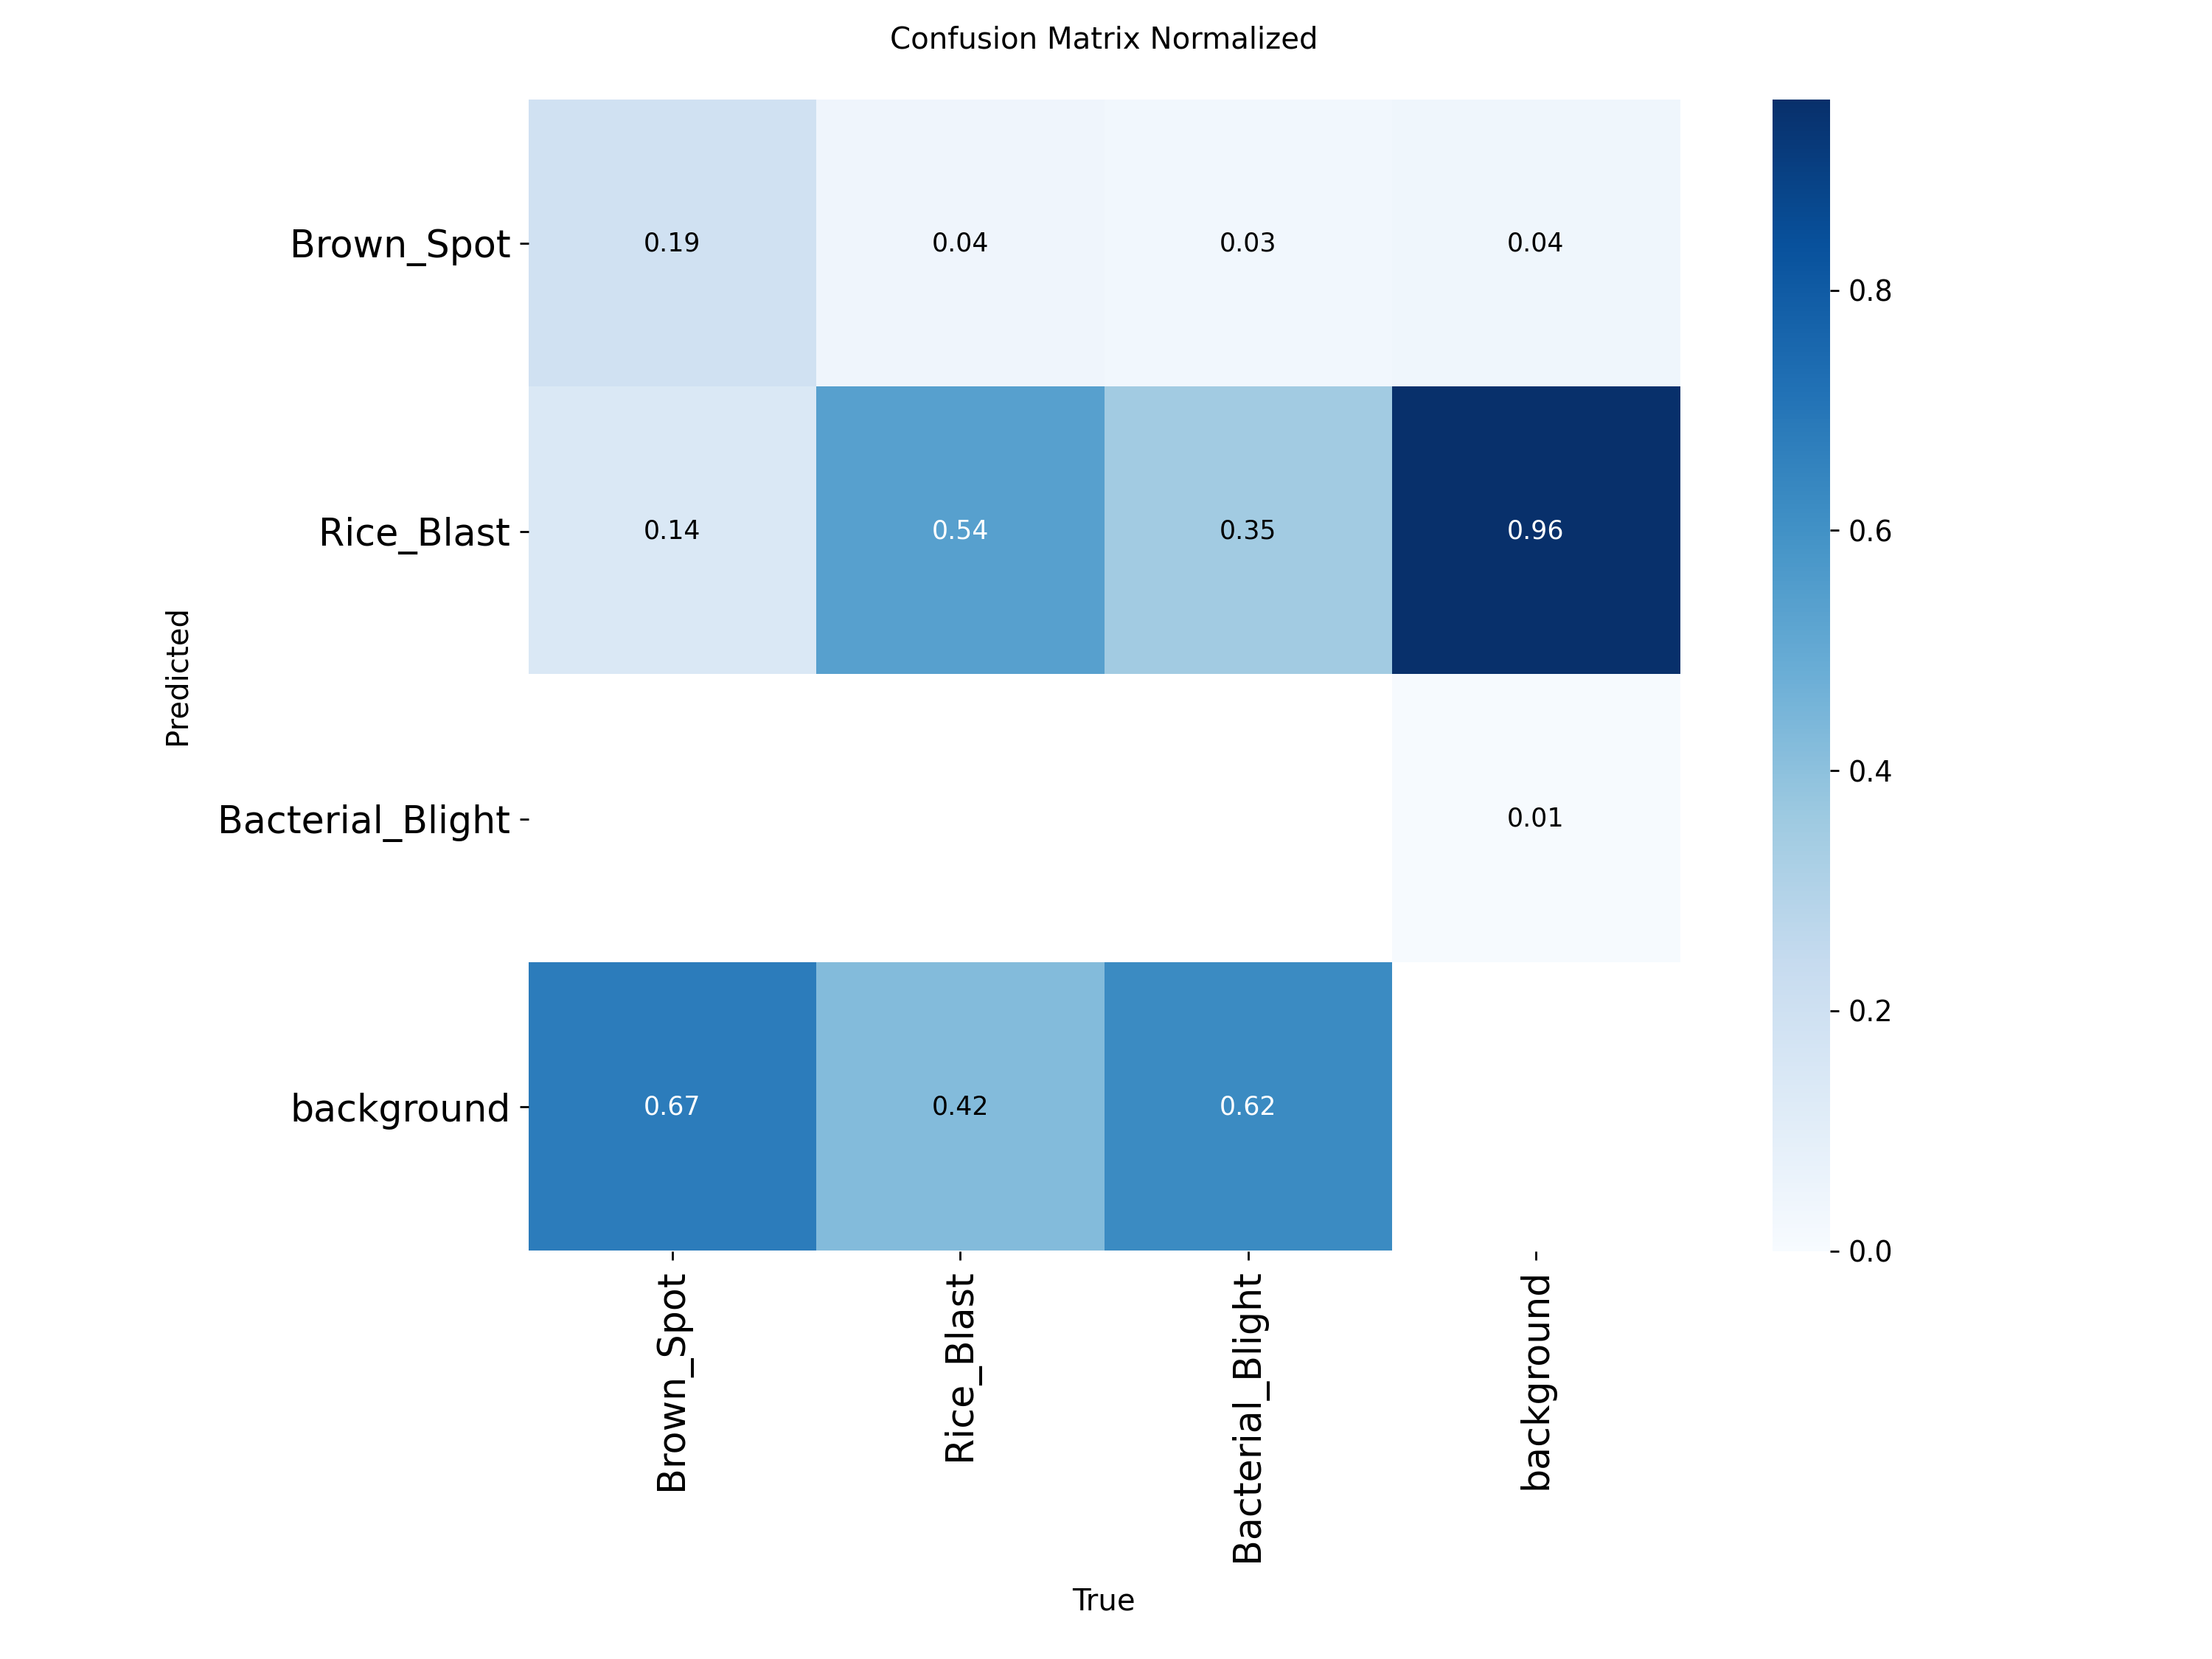 Confusion Matrix Normalized
Predicted
Brown_Spot 0.19 0.04 0.03 0.04
Rice_Blast 0.14 0.54 0.35 0.96
Bacterial_Blight 0.01
background 0.67 0.42 0.62
Brown_Spot Rice_Blast Bacterial_Blight background
True
0.8
0.6
0.4
0.2
0.0